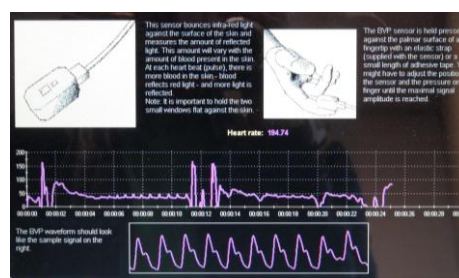 This sensor bounces infra-red light
against the surface of the skin and
measures the amount of reflected
light. This amount will vary with the
amount of blood present in the skin.
At each heart beat (pulse), there is
more blood in the skin - blood
reflects red light - and more light is
reflected.
Note: It is important to hold the two
small windows flat against the skin.
The BVP sensor is held press
against the palmar surface of a
fingertip with an elastic strap
(supplied with the sensor) or a
small length of adhesive tape.
might have to adjust the positio
the sensor and the pressure on
finger until the maximal signal
amplitude is reached.
Heart rate: 194.74
200
150
100
50
0
00:00:00 00:00:02 00:00:04 00:00:06 00:00:08 00:00:10 00:00:12 00:00:14 00:00:16 00:00:18 00:00:20 00:00:22 00:00:24 00:00:26 00:00:28
The BVP waveform should look
like the sample signal on the
right.